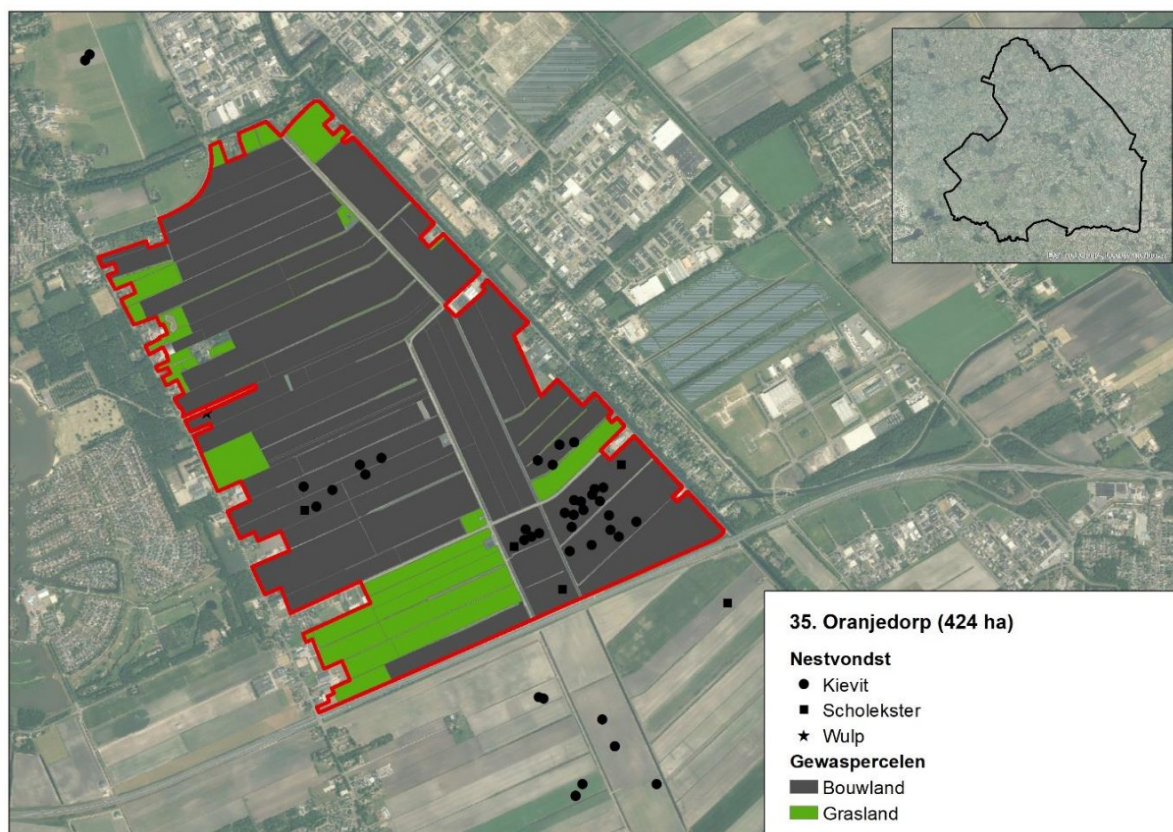 35. Oranjedorp (424 ha)
Nestvondst
Kievit
Scholekster
Wulp
Gewaspercelen
Bouwland
Grasland